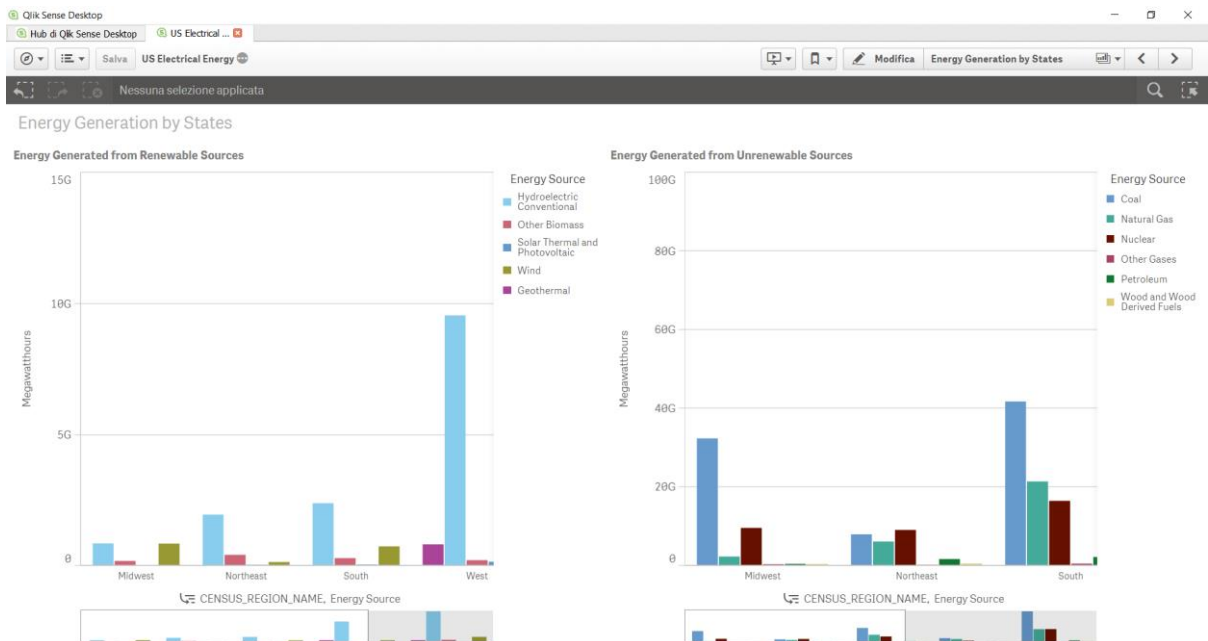 Qlik Sense Desktop
Hub di Qlik Sense Desktop
US Electrical ...
Salva
US Electrical Energy
Modifica
Energy Generation by States
Nessuna selezione applicata
Energy Generation by States
Energy Generated from Renewable Sources
15G
10G
5G
0
Megawatthours
Midwest
Northeast
South
West
CENSUS_REGION_NAME, Energy Source
Energy Source
Hydroelectric
Conventional
Other Biomass
Solar Thermal and
Photovoltaic
Wind
Geothermal
Energy Generated from Unrenewable Sources
100G
80G
60G
40G
20G
0
Megawatthours
Midwest
Northeast
South
CENSUS_REGION_NAME, Energy Source
Energy Source
Coal
Natural Gas
Nuclear
Other Gases
Petroleum
Wood and Wood
Derived Fuels